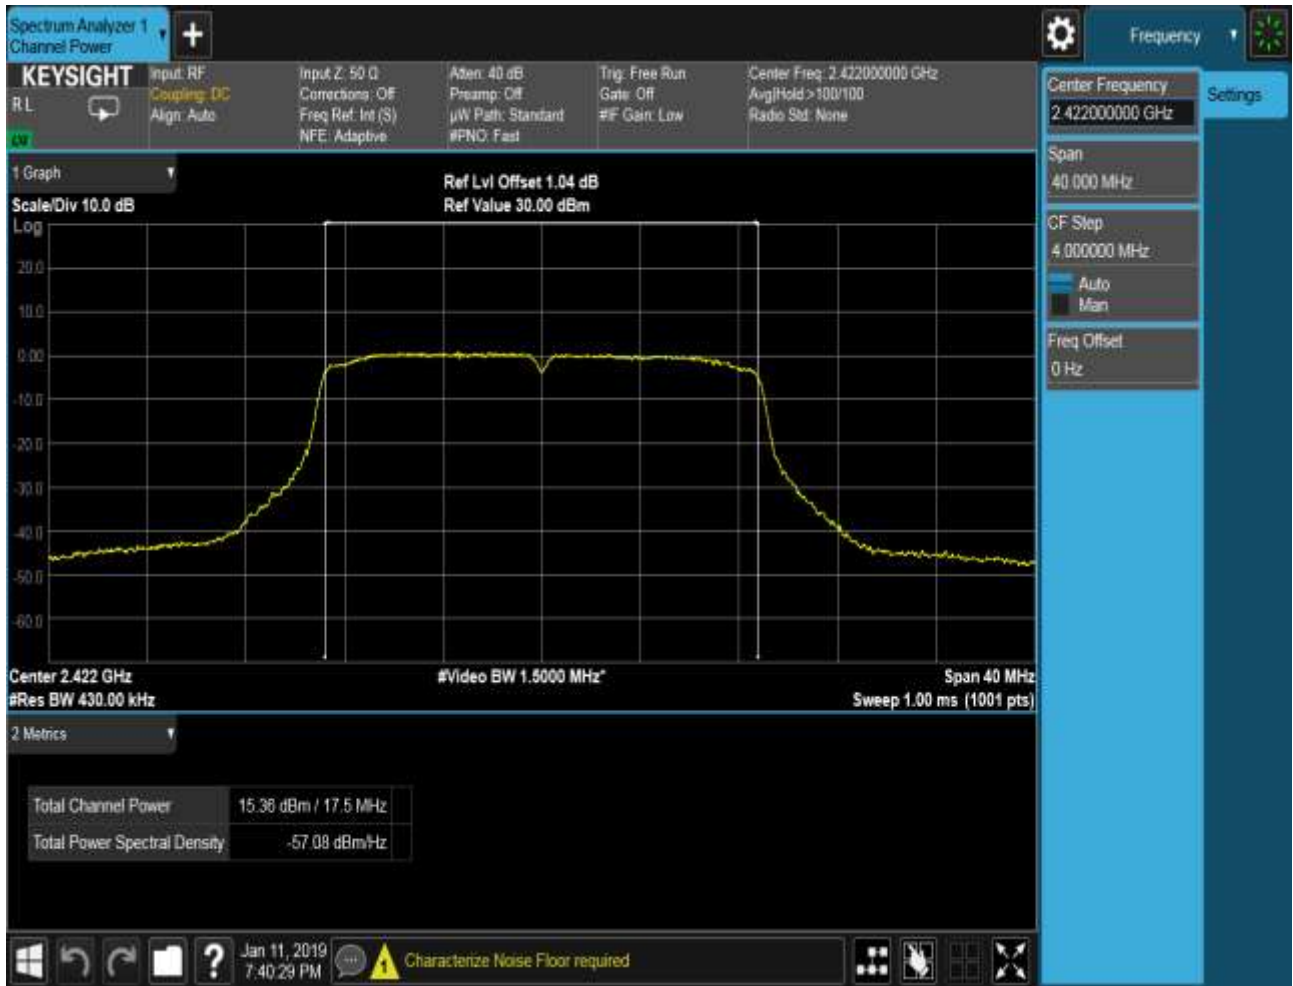 Spectrum Analyzer 1
Channel Power
+
Frequency
KEYSIGHT
RL
Input: RF
Coupling: DC
Align: Auto
Input Z: 50 Ω
Corrections: Off
Freq Ref: Int (S)
NFE: Adaptive
Atten: 40 dB
Preamp: Off
µW Path: Standard
#PNO: Fast
Trig: Free Run
Gate: Off
#IF Gain: Low
Center Freq: 2.422000000 GHz
Avg|Hold:>100/100
Radio Std: None
Center Frequency
2.422000000 GHz
Settings
Span
40.000 MHz
CF Step
4.000000 MHz
Auto
Man
Freq Offset
0 Hz
1 Graph
Scale/Div 10.0 dB
Ref Lvl Offset 1.04 dB
Ref Value 30.00 dBm
Log
20.0
10.0
0.00
-10.0
-20.0
-30.0
-40.0
-50.0
-60.0
Center 2.422 GHz
#Video BW 1.5000 MHz*
Span 40 MHz
#Res BW 430.00 kHz
Sweep 1.00 ms (1001 pts)
2 Metrics
Total Channel Power 15.36 dBm / 17.5 MHz
Total Power Spectral Density -57.08 dBm/Hz
?
Jan 11, 2019
7:40:29 PM
1
Characterize Noise Floor required